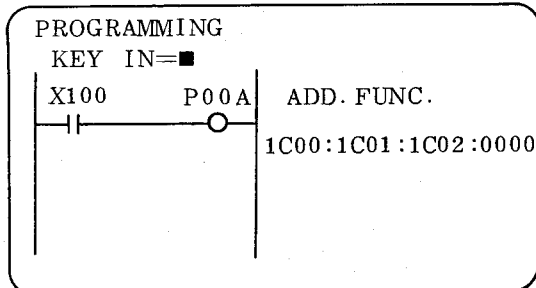 PROGRAMMING
KEY IN=■
X100 P00A ADD. FUNC.
1C00:1C01:1C02:0000